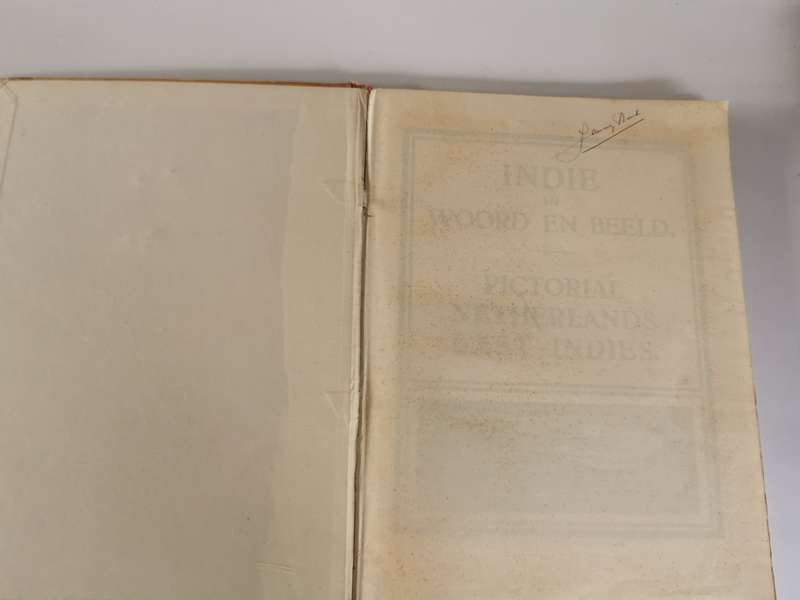 INDIE
in
WOORD EN BEELD.
PICTORIAL
NETHERLANDS
EAST INDIES.